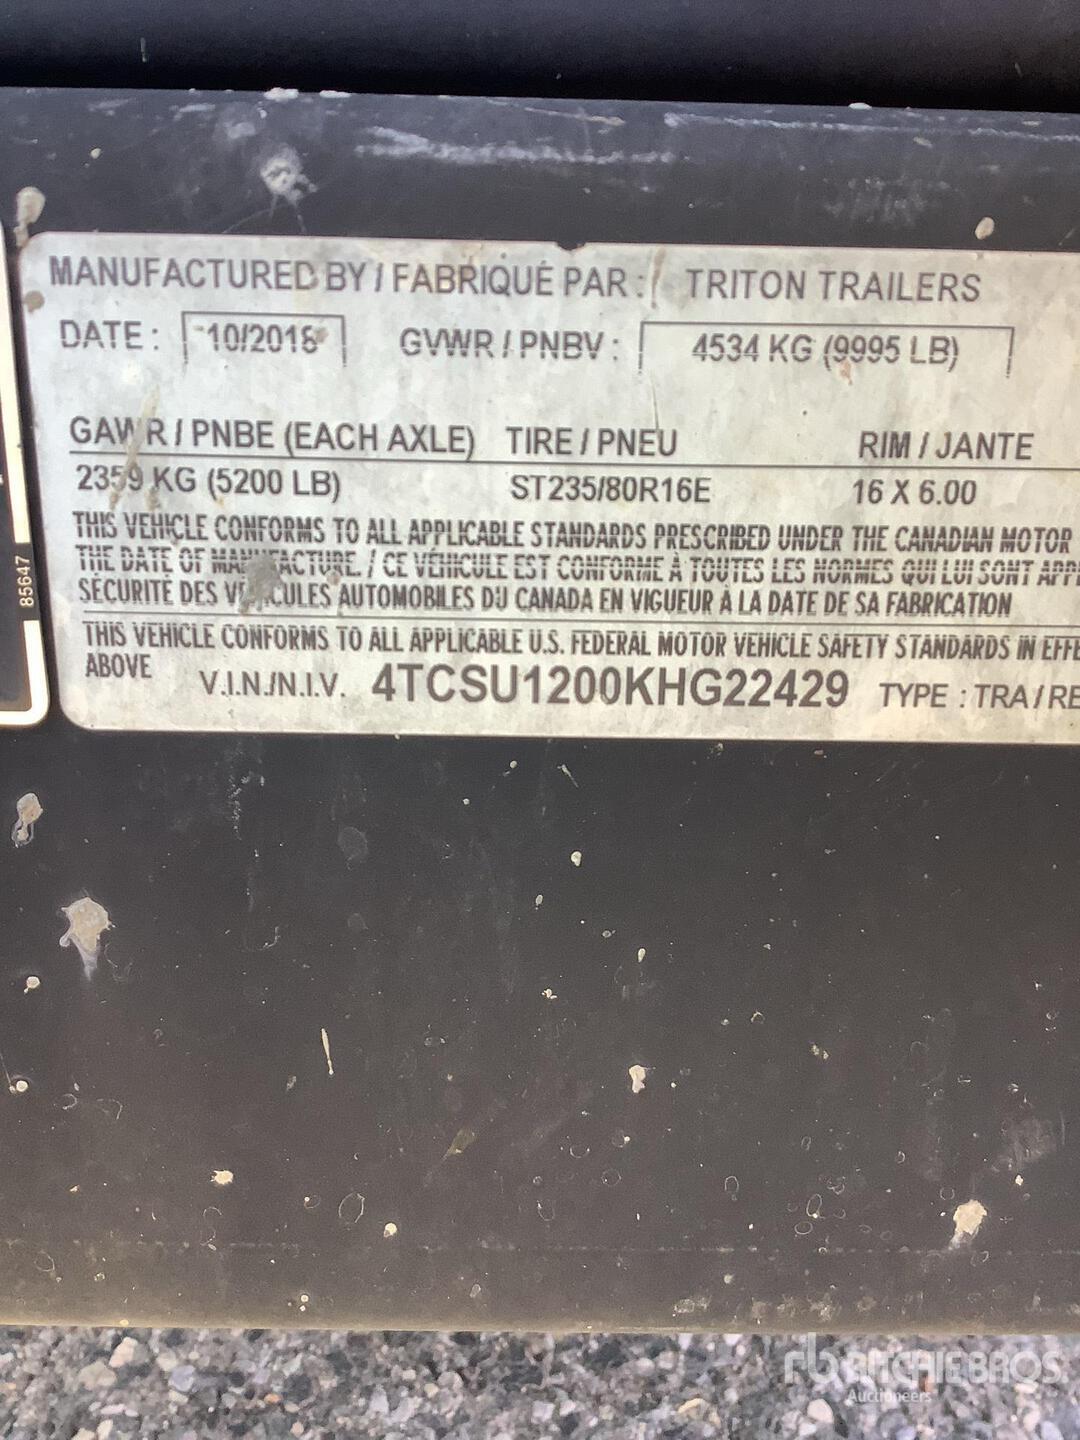 MANUFACTURED BY / FABRIQUÉ PAR : TRITON TRAILERS
DATE : 10/2018 GVWR / PNBV : 4534 KG (9995 LB)
GAWR / PNBE (EACH AXLE) TIRE / PNEU RIM / JANTE
2359 KG (5200 LB) ST235/80R16E 16 X 6.00
THIS VEHICLE CONFORMS TO ALL APPLICABLE STANDARDS PRESCRIBED UNDER THE CANADIAN MOTOR
THE DATE OF MANUFACTURE. / CE VÉHICULE EST CONFORME À TOUTES LES NORMES QUI LUI SONT APPL
SÉCURITÉ DES VÉHICULES AUTOMOBILES DU CANADA EN VIGUEUR À LA DATE DE SA FABRICATION
THIS VEHICLE CONFORMS TO ALL APPLICABLE U.S. FEDERAL MOTOR VEHICLE SAFETY STANDARDS IN EFFE
ABOVE V.I.N./N.I.V. 4TCSU1200KHG22429 TYPE : TRA / RE
85647
rb RITCHIE BROS.
Auctioneers